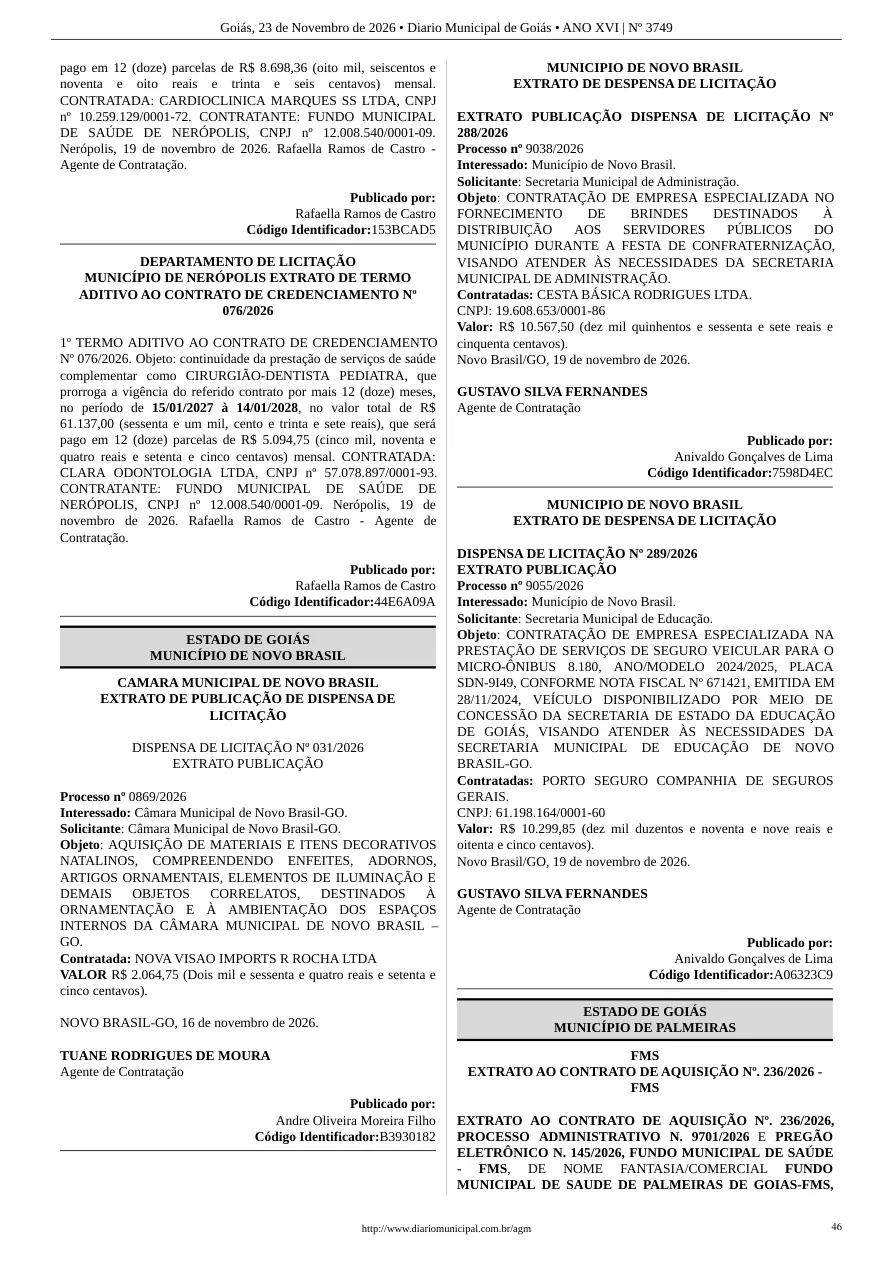 Goiás, 23 de Novembro de 2026 • Diario Municipal de Goiás • ANO XVI | Nº 3749
pago em 12 (doze) parcelas de R$ 8.698,36 (oito mil, seiscentos e
noventa e oito reais e trinta e seis centavos) mensal.
CONTRATADA: CARDIOCLINICA MARQUES SS LTDA, CNPJ
nº 10.259.129/0001-72. CONTRATANTE: FUNDO MUNICIPAL
DE SAÚDE DE NERÓPOLIS, CNPJ nº 12.008.540/0001-09.
Nerópolis, 19 de novembro de 2026. Rafaella Ramos de Castro -
Agente de Contratação.
Publicado por:
Rafaella Ramos de Castro
Código Identificador:153BCAD5
DEPARTAMENTO DE LICITAÇÃO
MUNICÍPIO DE NERÓPOLIS EXTRATO DE TERMO
ADITIVO AO CONTRATO DE CREDENCIAMENTO Nº
076/2026
1º TERMO ADITIVO AO CONTRATO DE CREDENCIAMENTO
Nº 076/2026. Objeto: continuidade da prestação de serviços de saúde
complementar como CIRURGIÃO-DENTISTA PEDIATRA, que
prorroga a vigência do referido contrato por mais 12 (doze) meses,
no período de 15/01/2027 à 14/01/2028, no valor total de R$
61.137,00 (sessenta e um mil, cento e trinta e sete reais), que será
pago em 12 (doze) parcelas de R$ 5.094,75 (cinco mil, noventa e
quatro reais e setenta e cinco centavos) mensal. CONTRATADA:
CLARA ODONTOLOGIA LTDA, CNPJ nº 57.078.897/0001-93.
CONTRATANTE: FUNDO MUNICIPAL DE SAÚDE DE
NERÓPOLIS, CNPJ nº 12.008.540/0001-09. Nerópolis, 19 de
novembro de 2026. Rafaella Ramos de Castro - Agente de
Contratação.
Publicado por:
Rafaella Ramos de Castro
Código Identificador:44E6A09A
ESTADO DE GOIÁS
MUNICÍPIO DE NOVO BRASIL
CAMARA MUNICIPAL DE NOVO BRASIL
EXTRATO DE PUBLICAÇÃO DE DISPENSA DE
LICITAÇÃO
DISPENSA DE LICITAÇÃO Nº 031/2026
EXTRATO PUBLICAÇÃO
Processo nº 0869/2026
Interessado: Câmara Municipal de Novo Brasil-GO.
Solicitante: Câmara Municipal de Novo Brasil-GO.
Objeto: AQUISIÇÃO DE MATERIAIS E ITENS DECORATIVOS
NATALINOS, COMPREENDENDO ENFEITES, ADORNOS,
ARTIGOS ORNAMENTAIS, ELEMENTOS DE ILUMINAÇÃO E
DEMAIS OBJETOS CORRELATOS, DESTINADOS À
ORNAMENTAÇÃO E À AMBIENTAÇÃO DOS ESPAÇOS
INTERNOS DA CÂMARA MUNICIPAL DE NOVO BRASIL –
GO.
Contratada: NOVA VISAO IMPORTS R ROCHA LTDA
VALOR R$ 2.064,75 (Dois mil e sessenta e quatro reais e setenta e
cinco centavos).
NOVO BRASIL-GO, 16 de novembro de 2026.
TUANE RODRIGUES DE MOURA
Agente de Contratação
Publicado por:
Andre Oliveira Moreira Filho
Código Identificador:B3930182
MUNICIPIO DE NOVO BRASIL
EXTRATO DE DESPENSA DE LICITAÇÃO
EXTRATO PUBLICAÇÃO DISPENSA DE LICITAÇÃO Nº
288/2026
Processo nº 9038/2026
Interessado: Município de Novo Brasil.
Solicitante: Secretaria Municipal de Administração.
Objeto: CONTRATAÇÃO DE EMPRESA ESPECIALIZADA NO
FORNECIMENTO DE BRINDES DESTINADOS À
DISTRIBUIÇÃO AOS SERVIDORES PÚBLICOS DO
MUNICÍPIO DURANTE A FESTA DE CONFRATERNIZAÇÃO,
VISANDO ATENDER ÀS NECESSIDADES DA SECRETARIA
MUNICIPAL DE ADMINISTRAÇÃO.
Contratadas: CESTA BÁSICA RODRIGUES LTDA.
CNPJ: 19.608.653/0001-86
Valor: R$ 10.567,50 (dez mil quinhentos e sessenta e sete reais e
cinquenta centavos).
Novo Brasil/GO, 19 de novembro de 2026.
GUSTAVO SILVA FERNANDES
Agente de Contratação
Publicado por:
Anivaldo Gonçalves de Lima
Código Identificador:7598D4EC
MUNICIPIO DE NOVO BRASIL
EXTRATO DE DESPENSA DE LICITAÇÃO
DISPENSA DE LICITAÇÃO Nº 289/2026
EXTRATO PUBLICAÇÃO
Processo nº 9055/2026
Interessado: Município de Novo Brasil.
Solicitante: Secretaria Municipal de Educação.
Objeto: CONTRATAÇÃO DE EMPRESA ESPECIALIZADA NA
PRESTAÇÃO DE SERVIÇOS DE SEGURO VEICULAR PARA O
MICRO-ÔNIBUS 8.180, ANO/MODELO 2024/2025, PLACA
SDN-9I49, CONFORME NOTA FISCAL Nº 671421, EMITIDA EM
28/11/2024, VEÍCULO DISPONIBILIZADO POR MEIO DE
CONCESSÃO DA SECRETARIA DE ESTADO DA EDUCAÇÃO
DE GOIÁS, VISANDO ATENDER ÀS NECESSIDADES DA
SECRETARIA MUNICIPAL DE EDUCAÇÃO DE NOVO
BRASIL-GO.
Contratadas: PORTO SEGURO COMPANHIA DE SEGUROS
GERAIS.
CNPJ: 61.198.164/0001-60
Valor: R$ 10.299,85 (dez mil duzentos e noventa e nove reais e
oitenta e cinco centavos).
Novo Brasil/GO, 19 de novembro de 2026.
GUSTAVO SILVA FERNANDES
Agente de Contratação
Publicado por:
Anivaldo Gonçalves de Lima
Código Identificador:A06323C9
ESTADO DE GOIÁS
MUNICÍPIO DE PALMEIRAS
FMS
EXTRATO AO CONTRATO DE AQUISIÇÃO Nº. 236/2026 -
FMS
EXTRATO AO CONTRATO DE AQUISIÇÃO Nº. 236/2026,
PROCESSO ADMINISTRATIVO N. 9701/2026 E PREGÃO
ELETRÔNICO N. 145/2026, FUNDO MUNICIPAL DE SAÚDE
- FMS, DE NOME FANTASIA/COMERCIAL FUNDO
MUNICIPAL DE SAUDE DE PALMEIRAS DE GOIAS-FMS,
http://www.diariomunicipal.com.br/agm
46